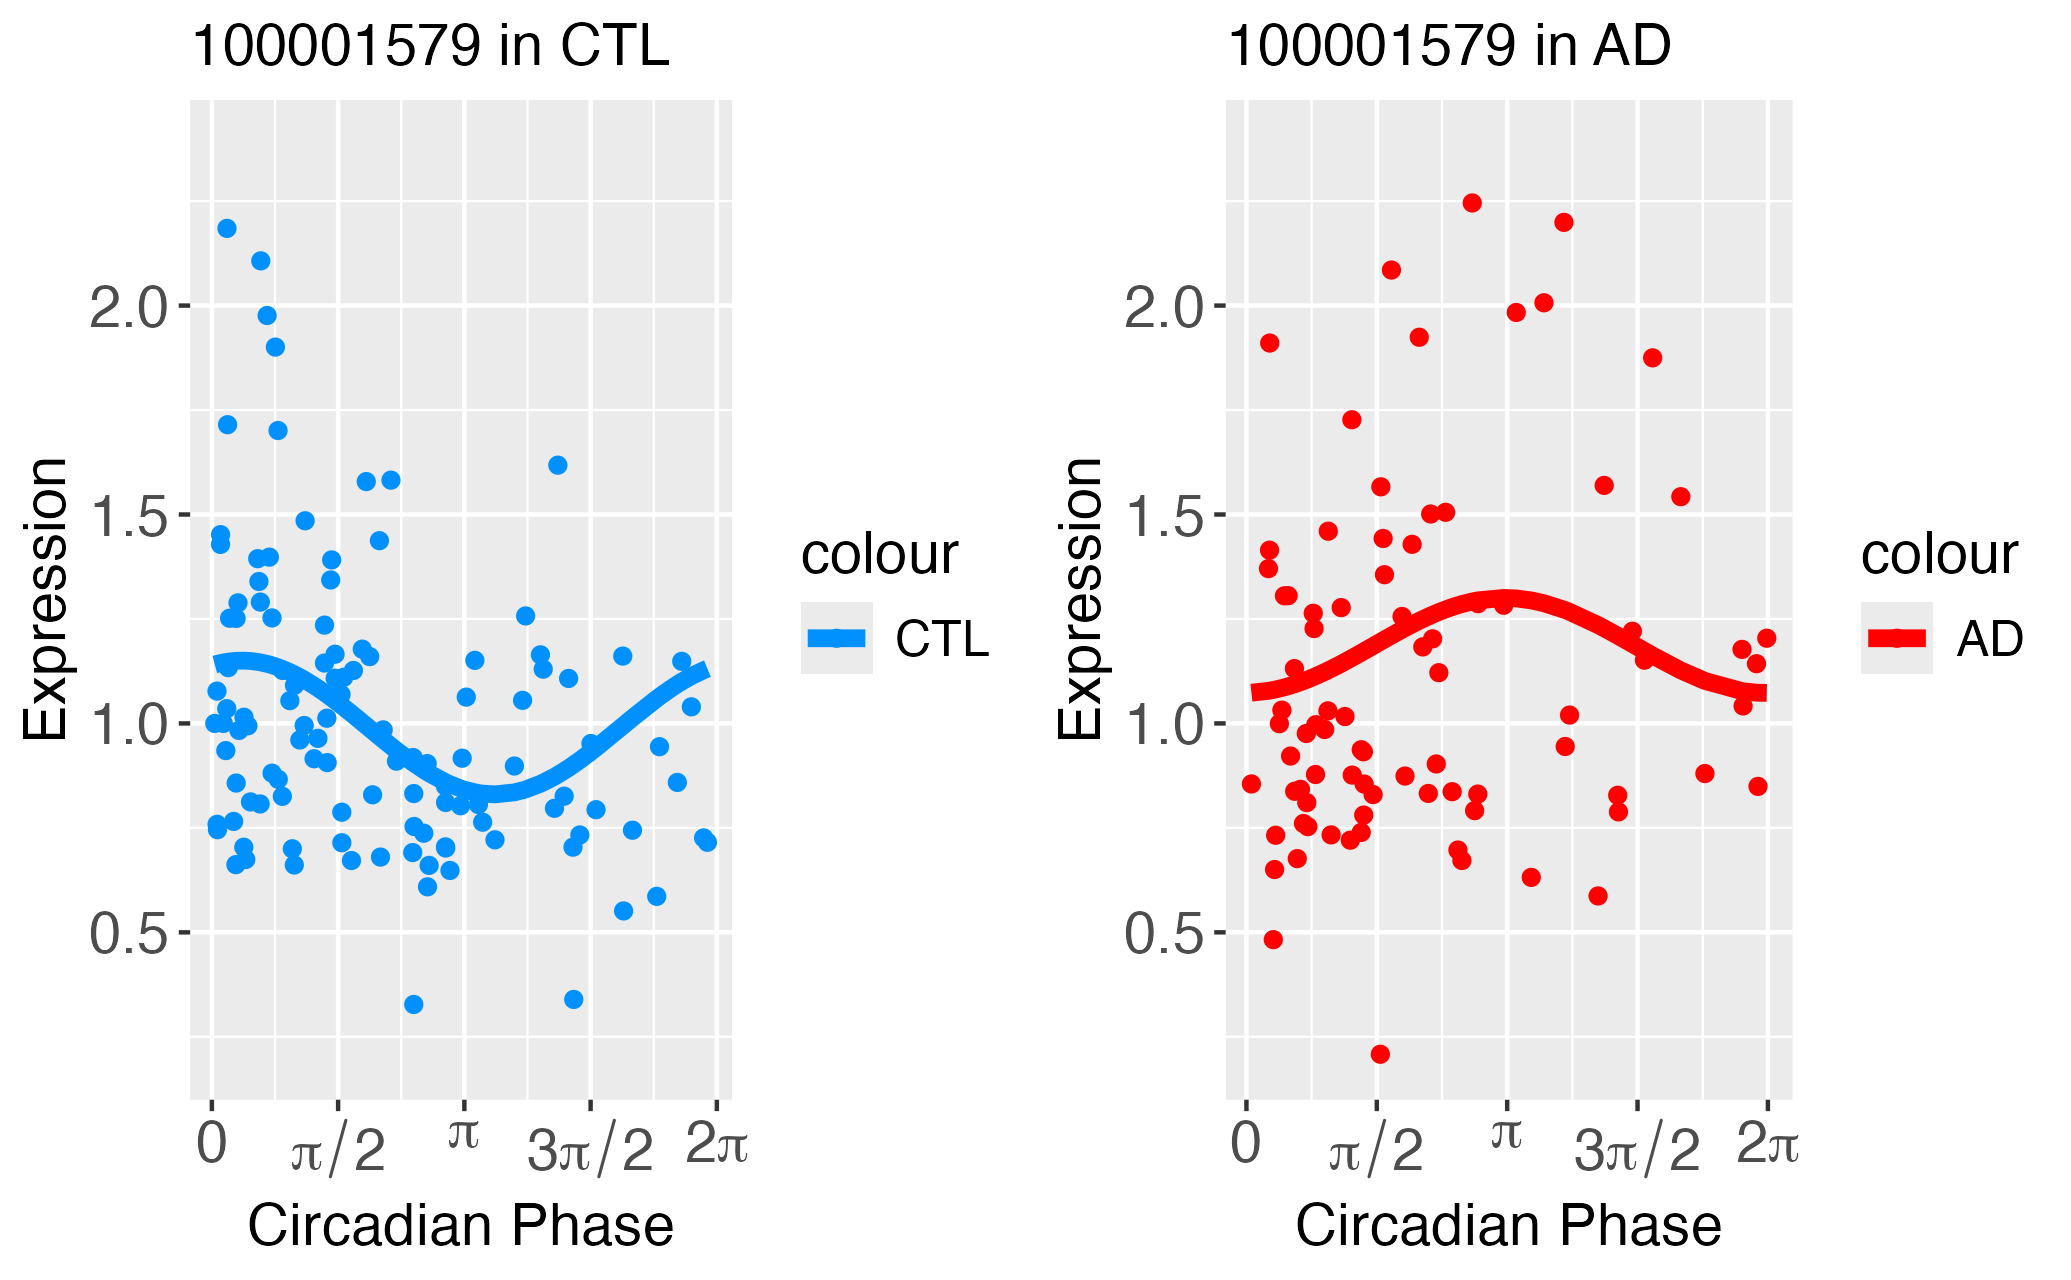 100001579 in CTL
Expression
2.0
1.5
1.0
0.5
0
π/2
π
3π/2
2π
Circadian Phase
colour
CTL
100001579 in AD
Expression
2.0
1.5
1.0
0.5
0
π/2
π
3π/2
2π
Circadian Phase
colour
AD